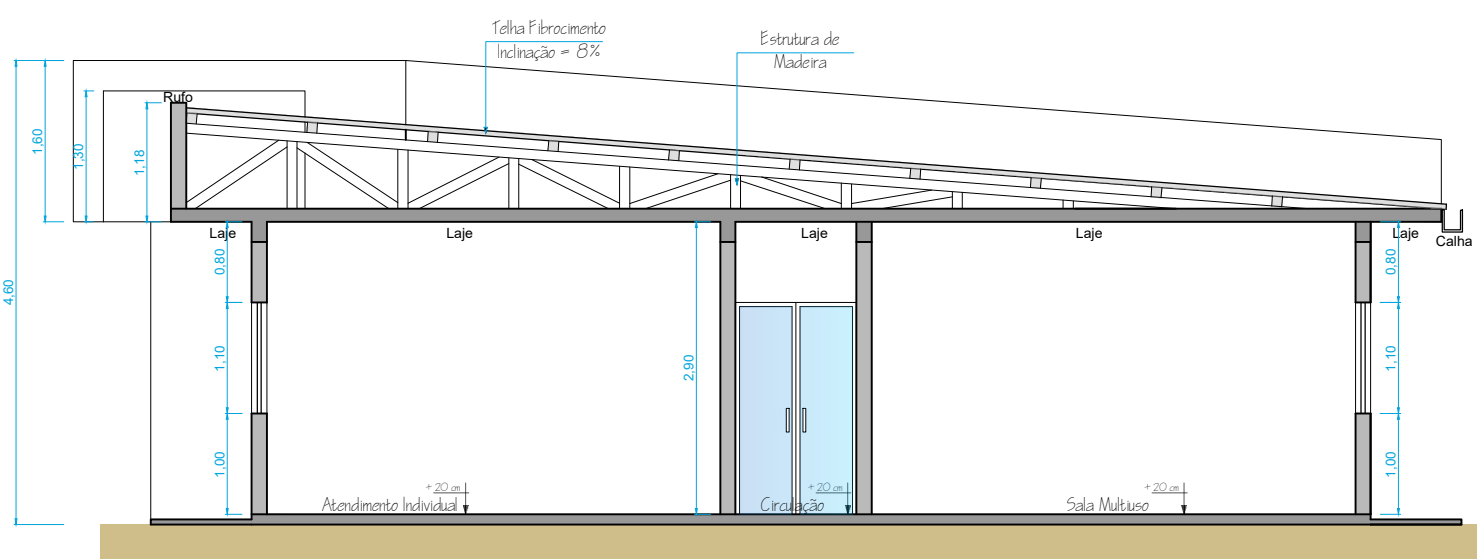 Telha Fibrocimento
Inclinação = 8%
Estrutura de
Madeira
Rufo
1,60
1,30
1,18
4,60
Laje
Laje
Laje
Laje
Laje
Calha
0,80
0,80
1,10
2,90
1,10
1,00
1,00
+ 20 cm
+ 20 cm
+ 20 cm
Atendimento Individual
Circulação
Sala Multiuso